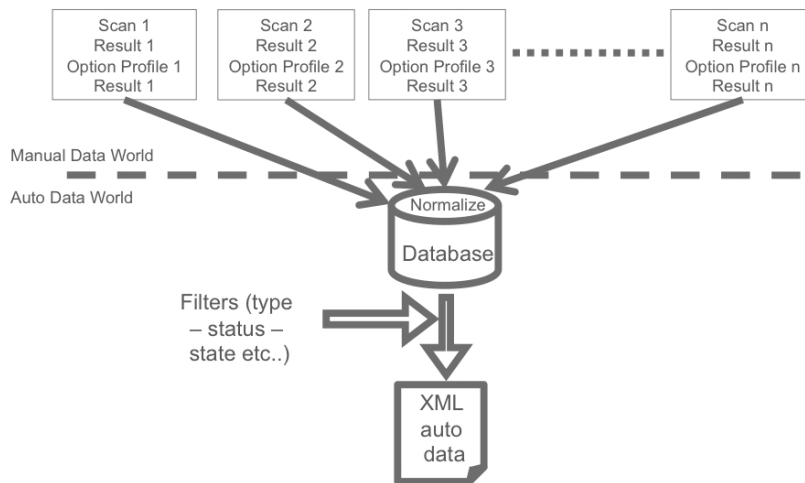 Scan 1
Result 1
Option Profile 1
Result 1
Scan 2
Result 2
Option Profile 2
Result 2
Scan 3
Result 3
Option Profile 3
Result 3
Scan n
Result n
Option Profile n
Result n
Manual Data World
Auto Data World
Normalize
Database
Filters (type
– status –
state etc..)
XML
auto
data